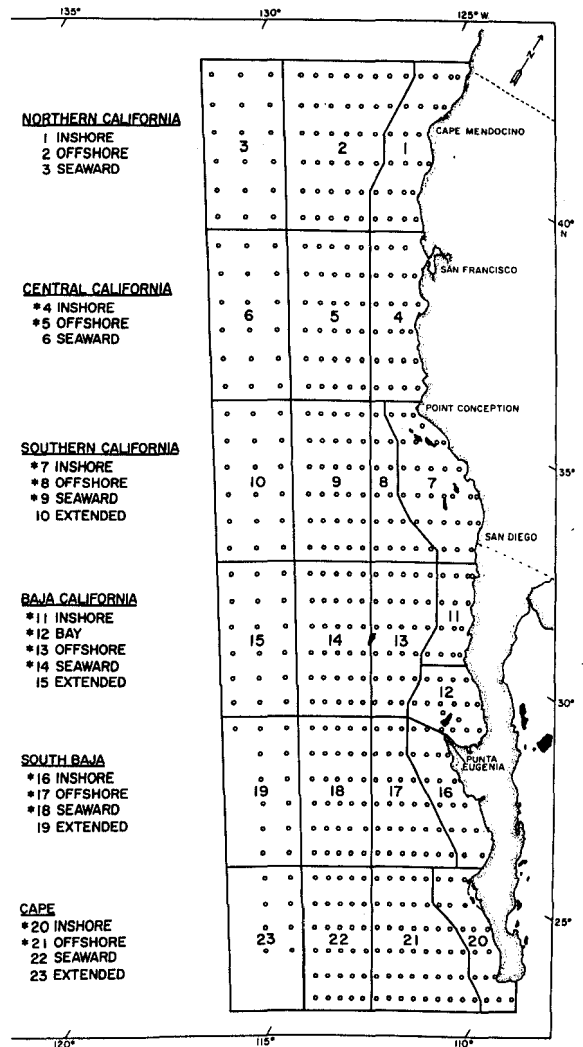 135° 130° 125° W.
N
NORTHERN CALIFORNIA
1 INSHORE
2 OFFSHORE
3 SEAWARD
CAPE MENDOCINO
3 2 1
40°
N
SAN FRANCISCO
CENTRAL CALIFORNIA
*4 INSHORE
*5 OFFSHORE
6 SEAWARD
6 5 4
POINT CONCEPTION
SOUTHERN CALIFORNIA
*7 INSHORE
*8 OFFSHORE
*9 SEAWARD
10 EXTENDED
35°
10 9 8 7
SAN DIEGO
BAJA CALIFORNIA
*11 INSHORE
*12 BAY
*13 OFFSHORE
*14 SEAWARD
15 EXTENDED
11
15 14 13
12
30°
SOUTH BAJA
*16 INSHORE
*17 OFFSHORE
*18 SEAWARD
19 EXTENDED
PUNTA
EUGENIA
19 18 17 16
CAPE
*20 INSHORE
*21 OFFSHORE
22 SEAWARD
23 EXTENDED
25°
23 22 21 20
120° 115° 110°